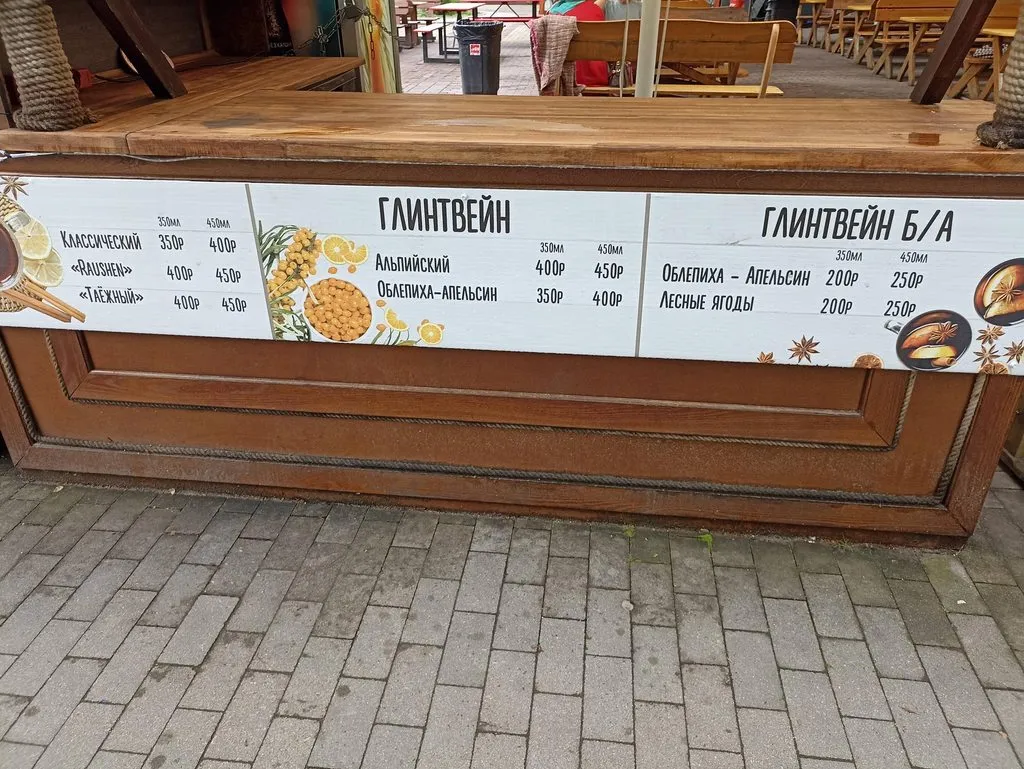 350мл 450мл
Классический 350р 400р
«Raushen» 400р 450р
«Таёжный» 400р 450р
Глинтвейн
350мл 450мл
Альпийский 400р 450р
Облепиха-апельсин 350р 400р
Глинтвейн б/а
350мл 450мл
Облепиха - Апельсин 200р 250р
Лесные ягоды 200р 250р